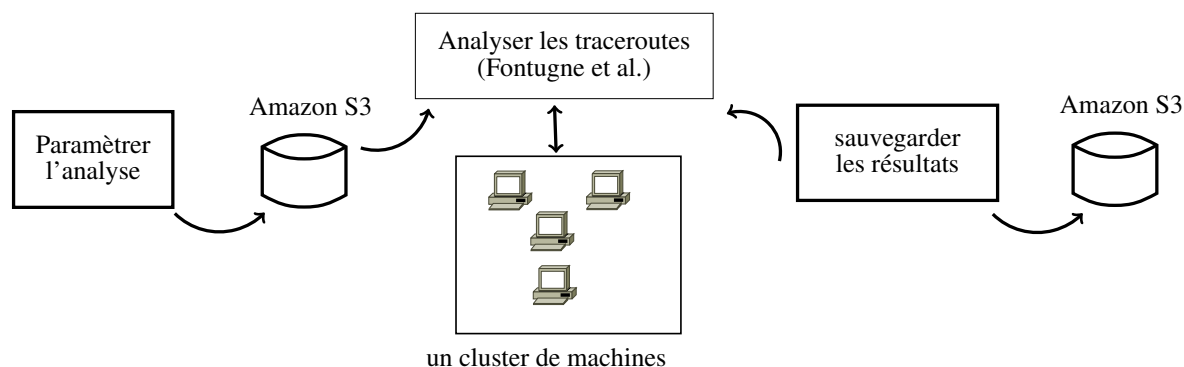 Analyser les traceroutes
(Fontugne et al.)
Amazon S3
Paramètrer
l'analyse
Amazon S3
sauvegarder
les résultats
un cluster de machines